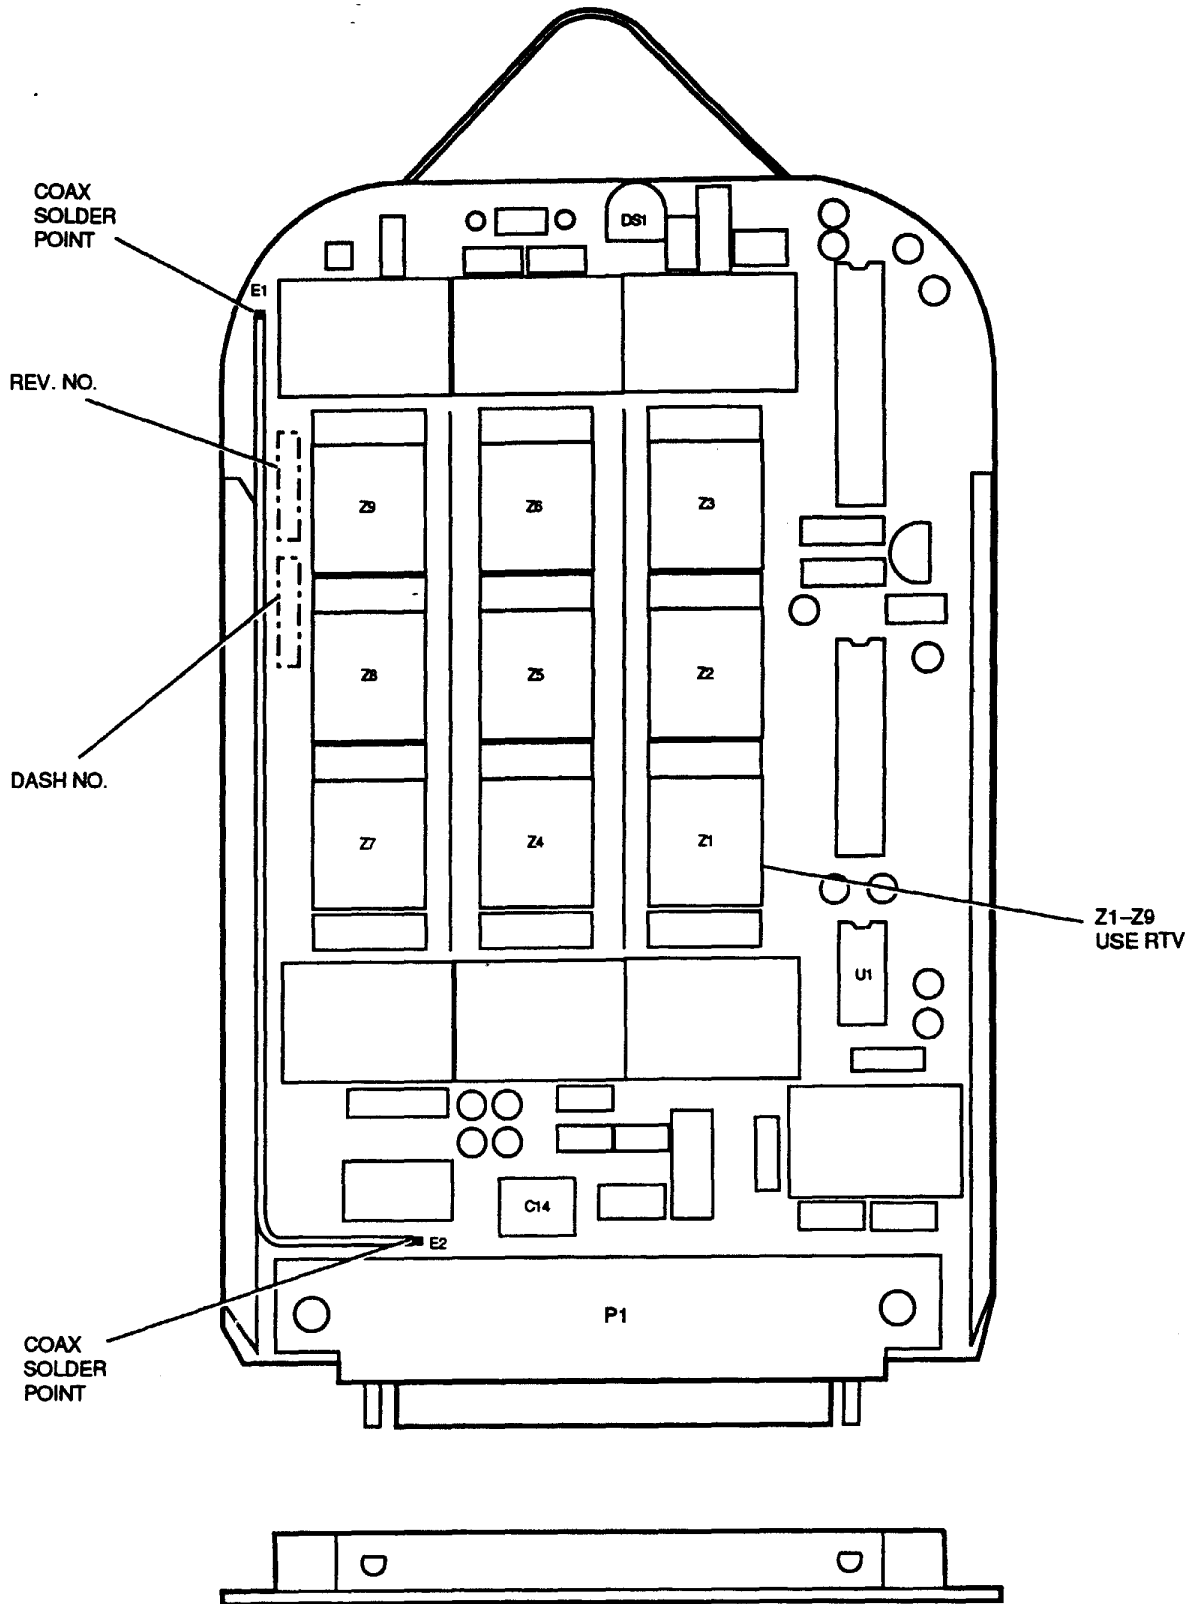 COAX
SOLDER
POINT
DS1
E1
REV. NO.
Z9
Z6
Z3
Z8
Z5
Z2
DASH NO.
Z7
Z4
Z1
Z1–Z9
USE RTV
U1
C14
E2
P1
COAX
SOLDER
POINT